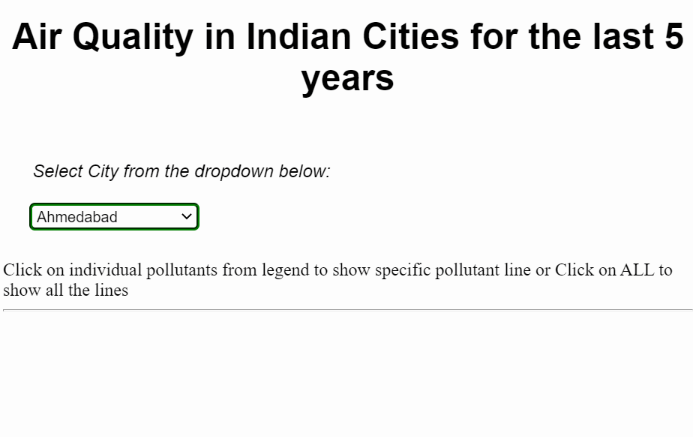 Air Quality in Indian Cities for the last 5
years
Select City from the dropdown below:
Ahmedabad
Click on individual pollutants from legend to show specific pollutant line or Click on ALL to
show all the lines